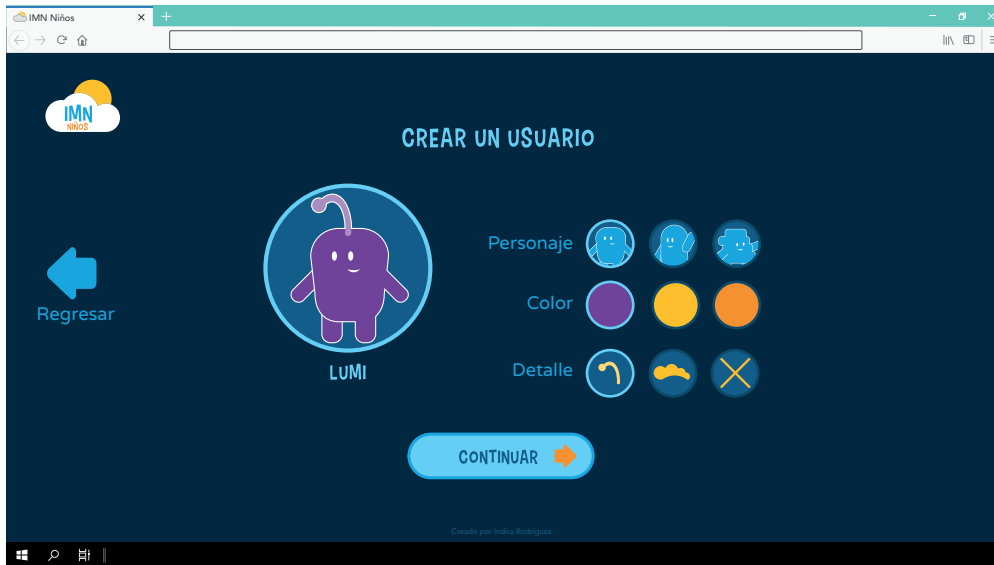 IMN Niños
IMN
NIÑOS
CREAR UN USUARIO
Personaje
Color
Regresar
Detalle
LUMI
CONTINUAR
Creado por Indira Rodríguez